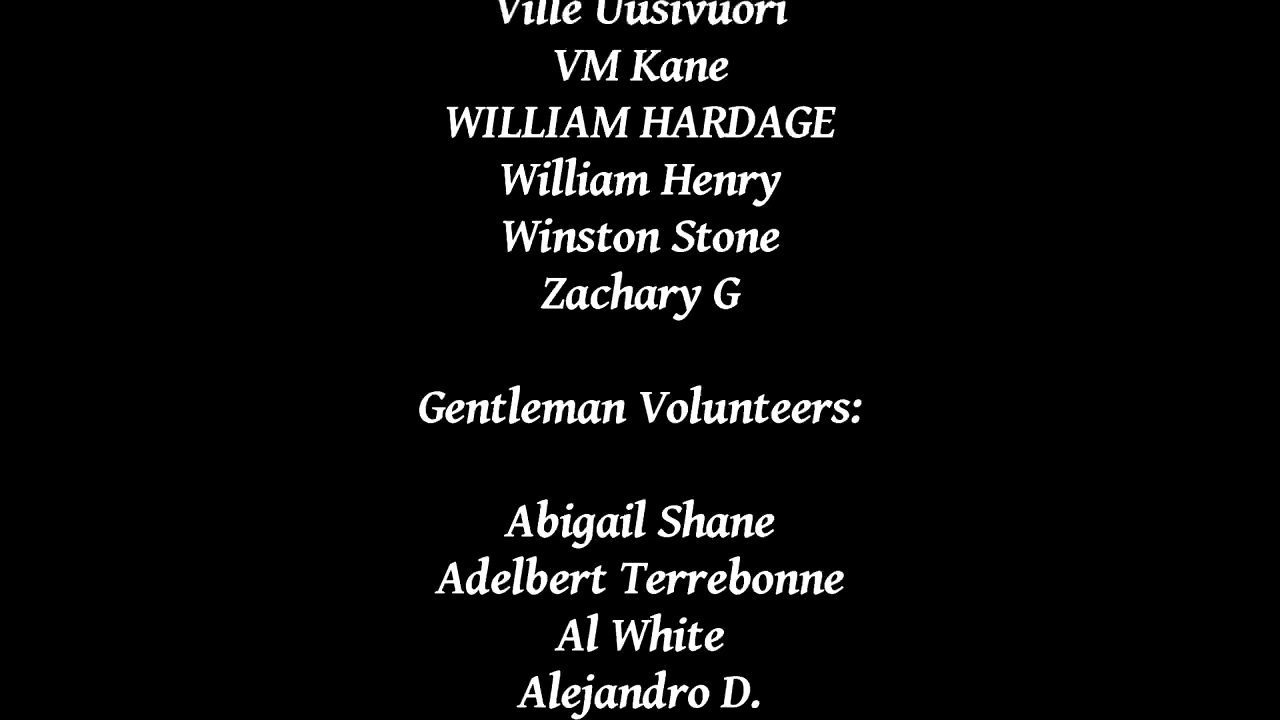 Ville Uusivuori
VM Kane
WILLIAM HARDAGE
William Henry
Winston Stone
Zachary G
Gentleman Volunteers:
Abigail Shane
Adelbert Terrebonne
Al White
Alejandro D.